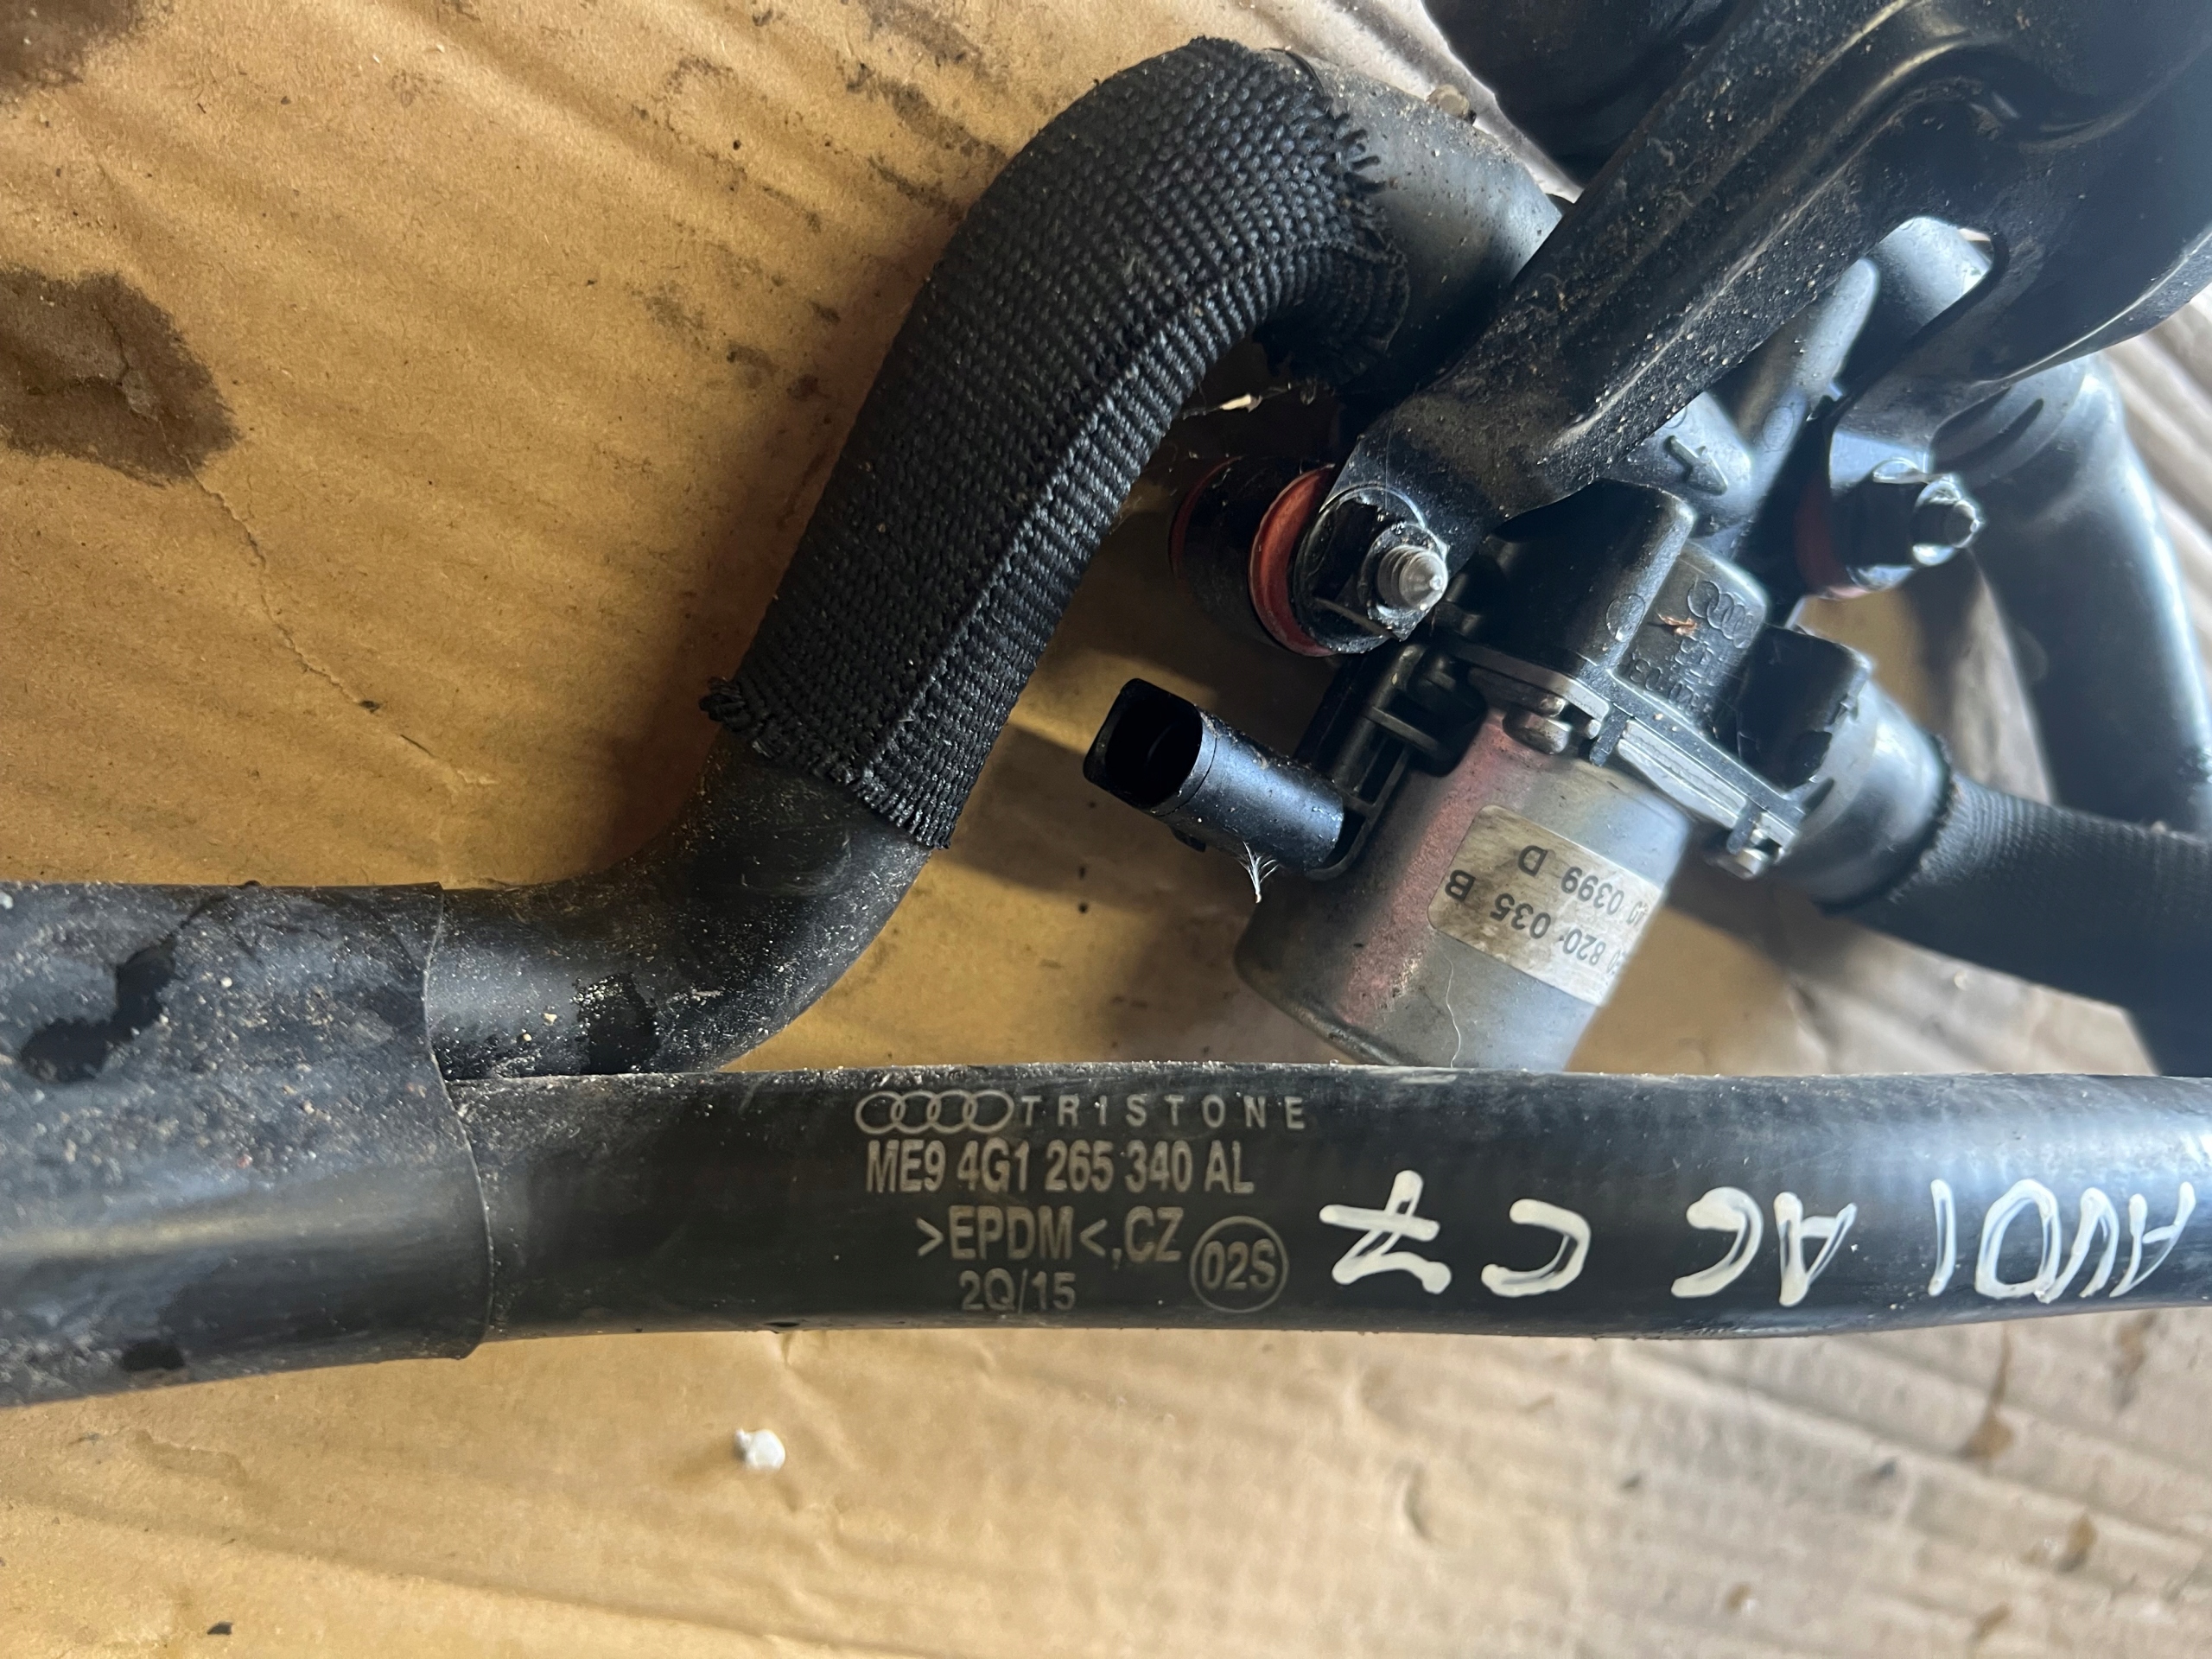 TRISTONE
ME9 4G1 265 340 AL
>EPDM<,CZ
2Q/15
02S
AUDI A6 C7
820 035 B
0399 D